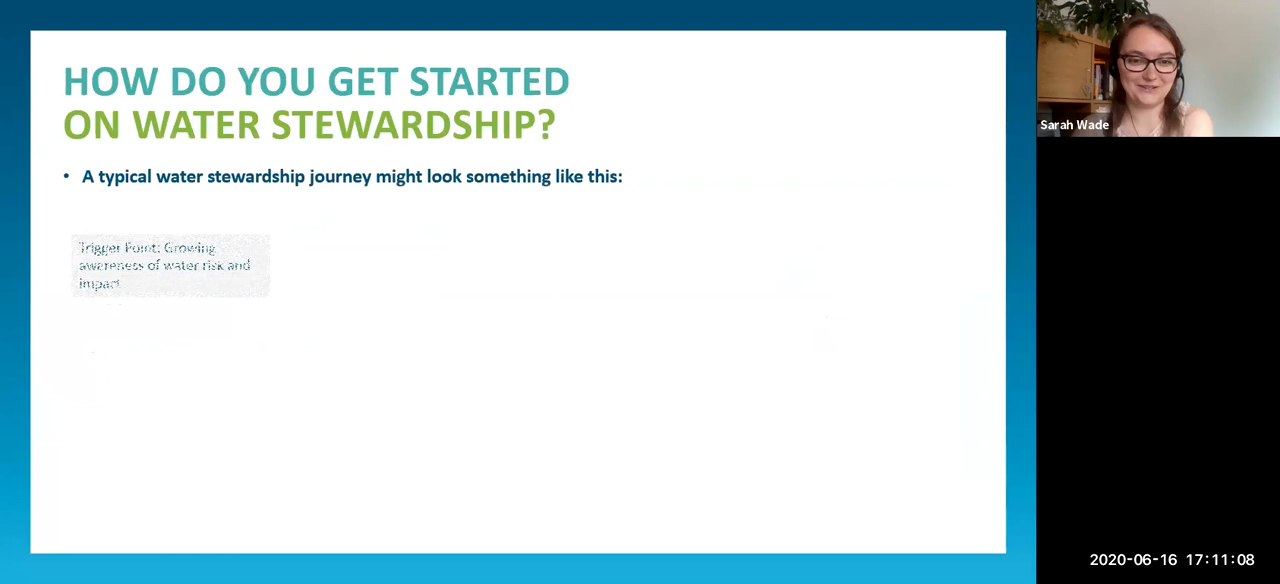 HOW DO YOU GET STARTED
ON WATER STEWARDSHIP?
• A typical water stewardship journey might look something like this:
Trigger Point: Growing
awareness of water risk and
impact
Sarah Wade
2020-06-16 17:11:08